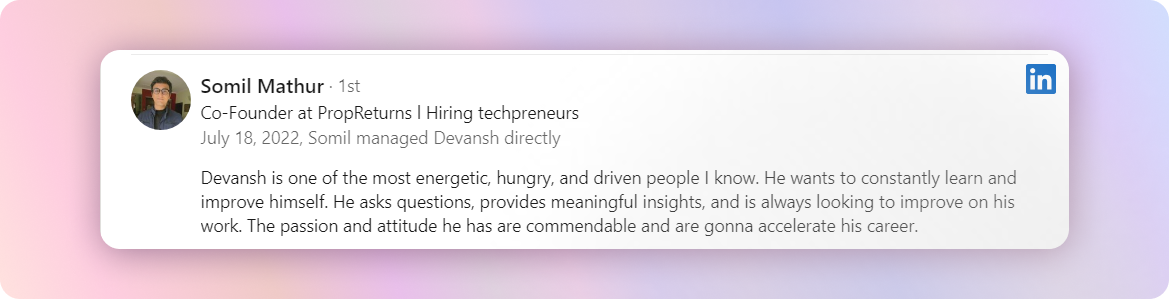 Somil Mathur · 1st
Co-Founder at PropReturns l Hiring techpreneurs
July 18, 2022, Somil managed Devansh directly
Devansh is one of the most energetic, hungry, and driven people I know. He wants to constantly learn and
improve himself. He asks questions, provides meaningful insights, and is always looking to improve on his
work. The passion and attitude he has are commendable and are gonna accelerate his career.
in